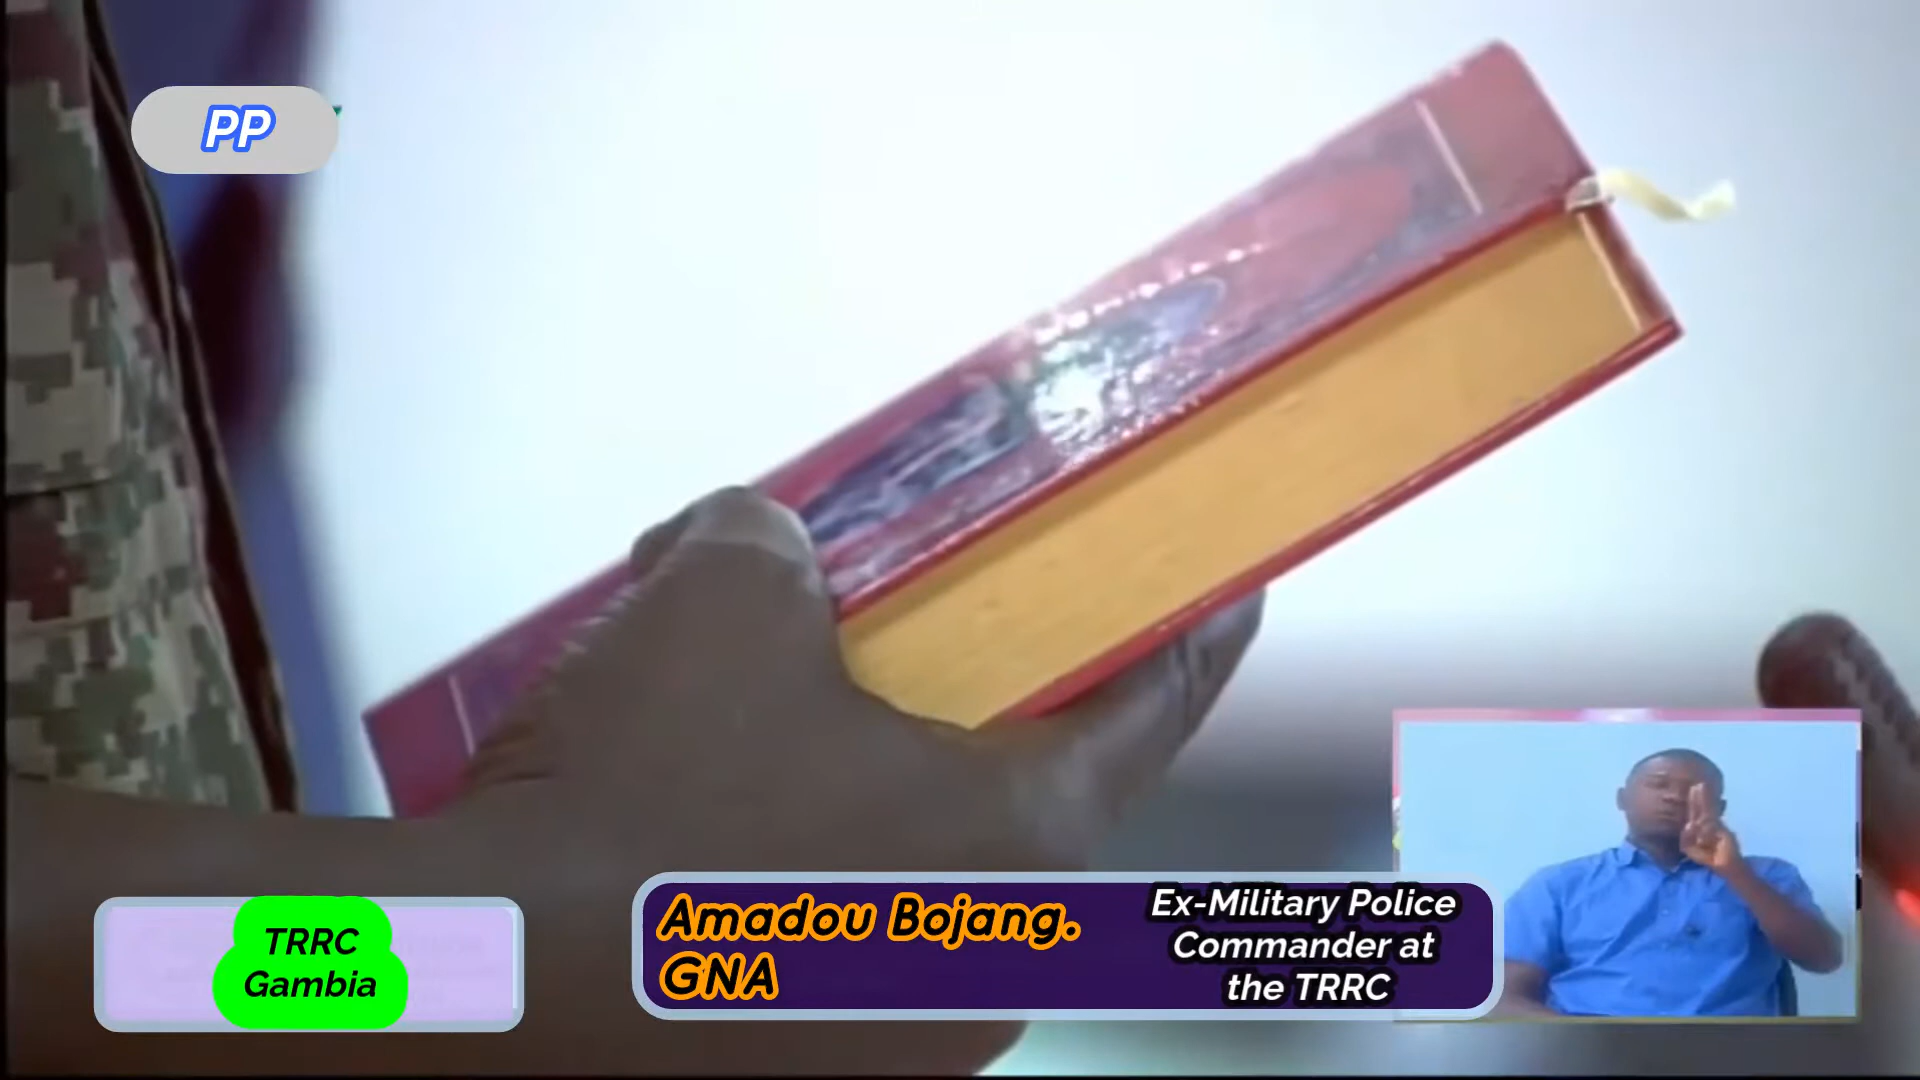 PP
TRRC
Gambia
Amadou Bojang.
GNA
Ex-Military Police
Commander at
the TRRC